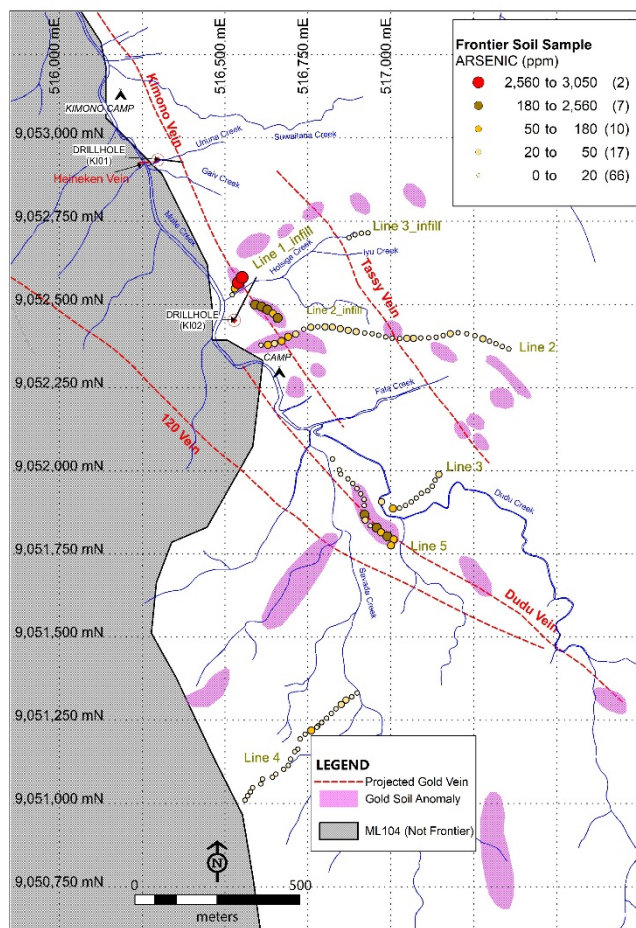 516,000 mE
516,500 mE
516,750 mE
517,000 mE
Frontier Soil Sample
ARSENIC (ppm)
2,560 to 3,050 (2)
180 to 2,560 (7)
50 to 180 (10)
20 to 50 (17)
0 to 20 (66)
Kimono Vein
KIMONO CAMP
9,053,000 mN
Ununa Creek
Suwaitana Creek
DRILLHOLE
(KI01)
Heineken Vein
Gaiv Creek
9,052,750 mN
Mate Creek
Line 1_infill
Line 3_infill
Holsiga Creek
Iyu Creek
Tassy Vein
9,052,500 mN
DRILLHOLE
(KI02)
Line 2_infill
Line 2
CAMP
9,052,250 mN
Fata Creek
120 Vein
9,052,000 mN
Line 3
Dudu Creek
9,051,750 mN
Line 5
Savada Creek
Dudu Vein
9,051,500 mN
9,051,250 mN
Line 4
LEGEND
Projected Gold Vein
Gold Soil Anomaly
ML104 (Not Frontier)
9,051,000 mN
N
9,050,750 mN
0
500
meters